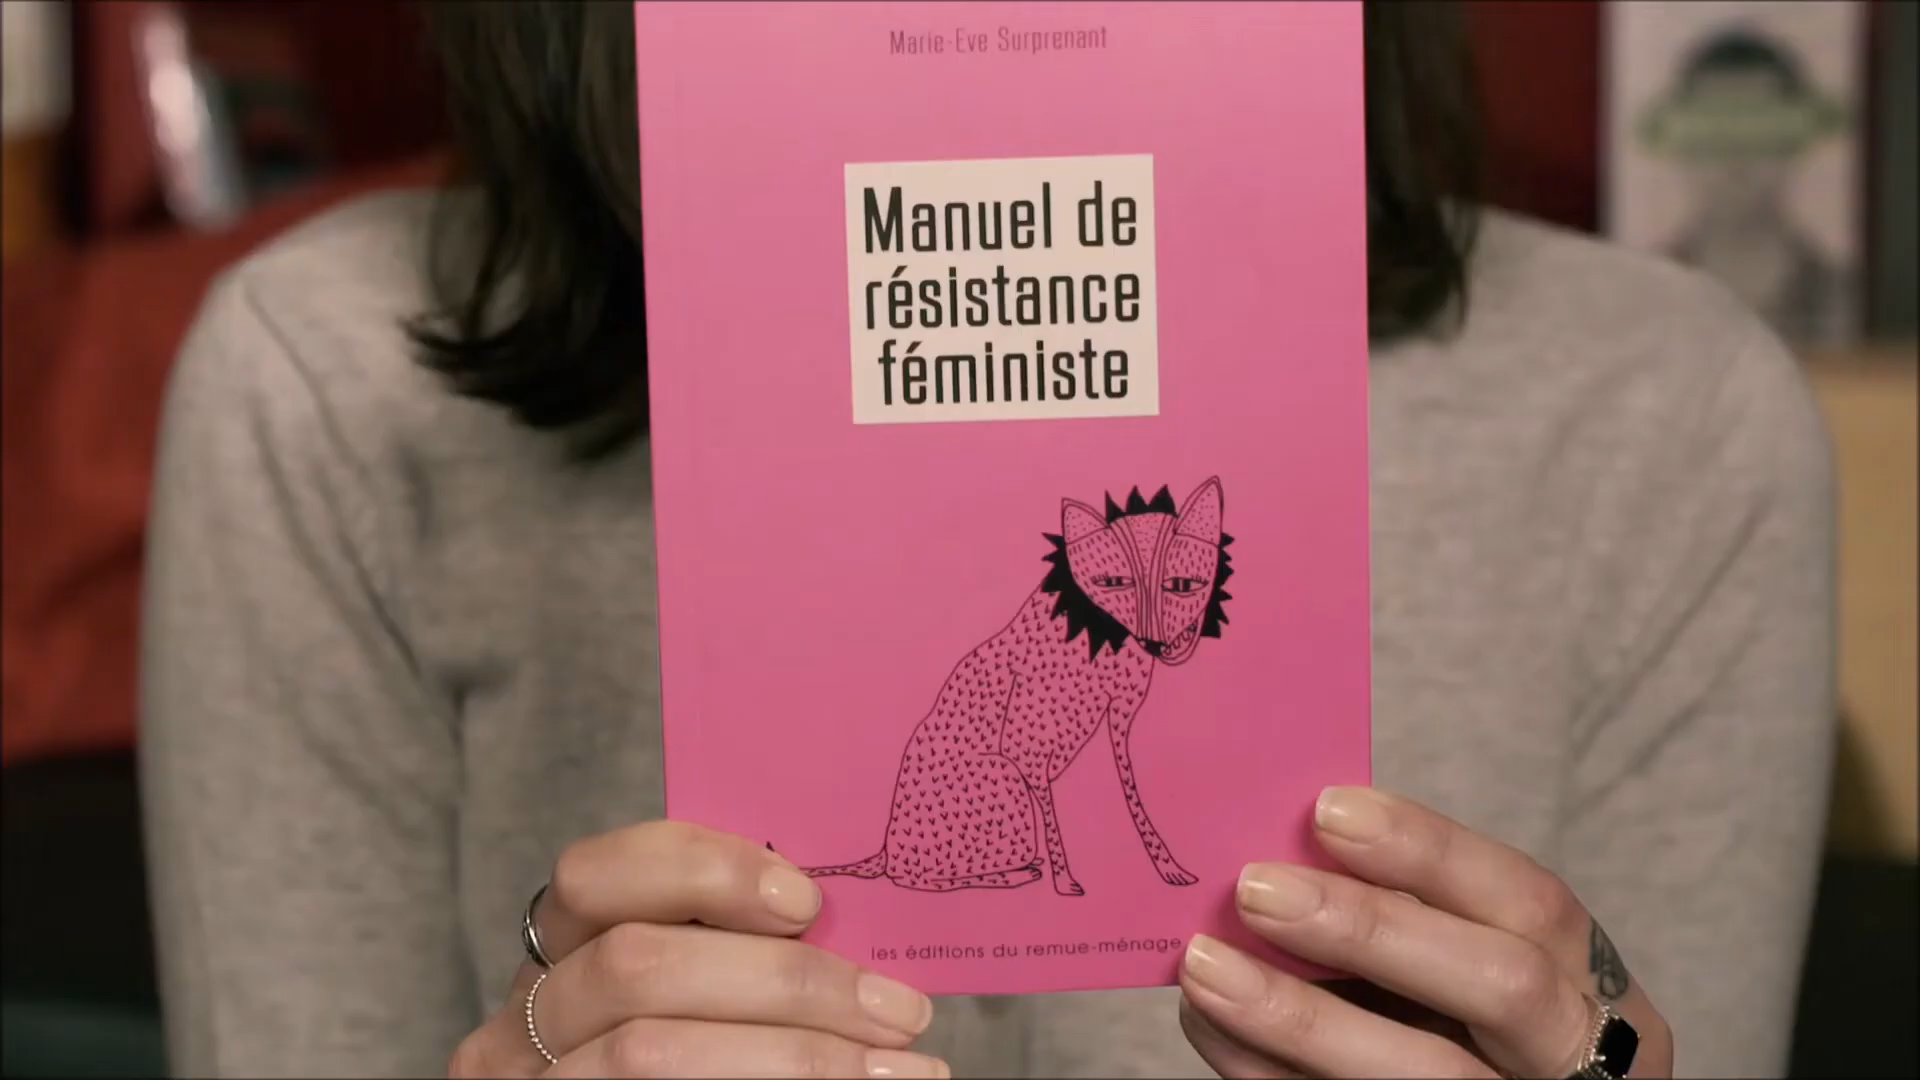 Marie-Eve Surprenant
Manuel de
résistance
féministe
les éditions du remue-ménage